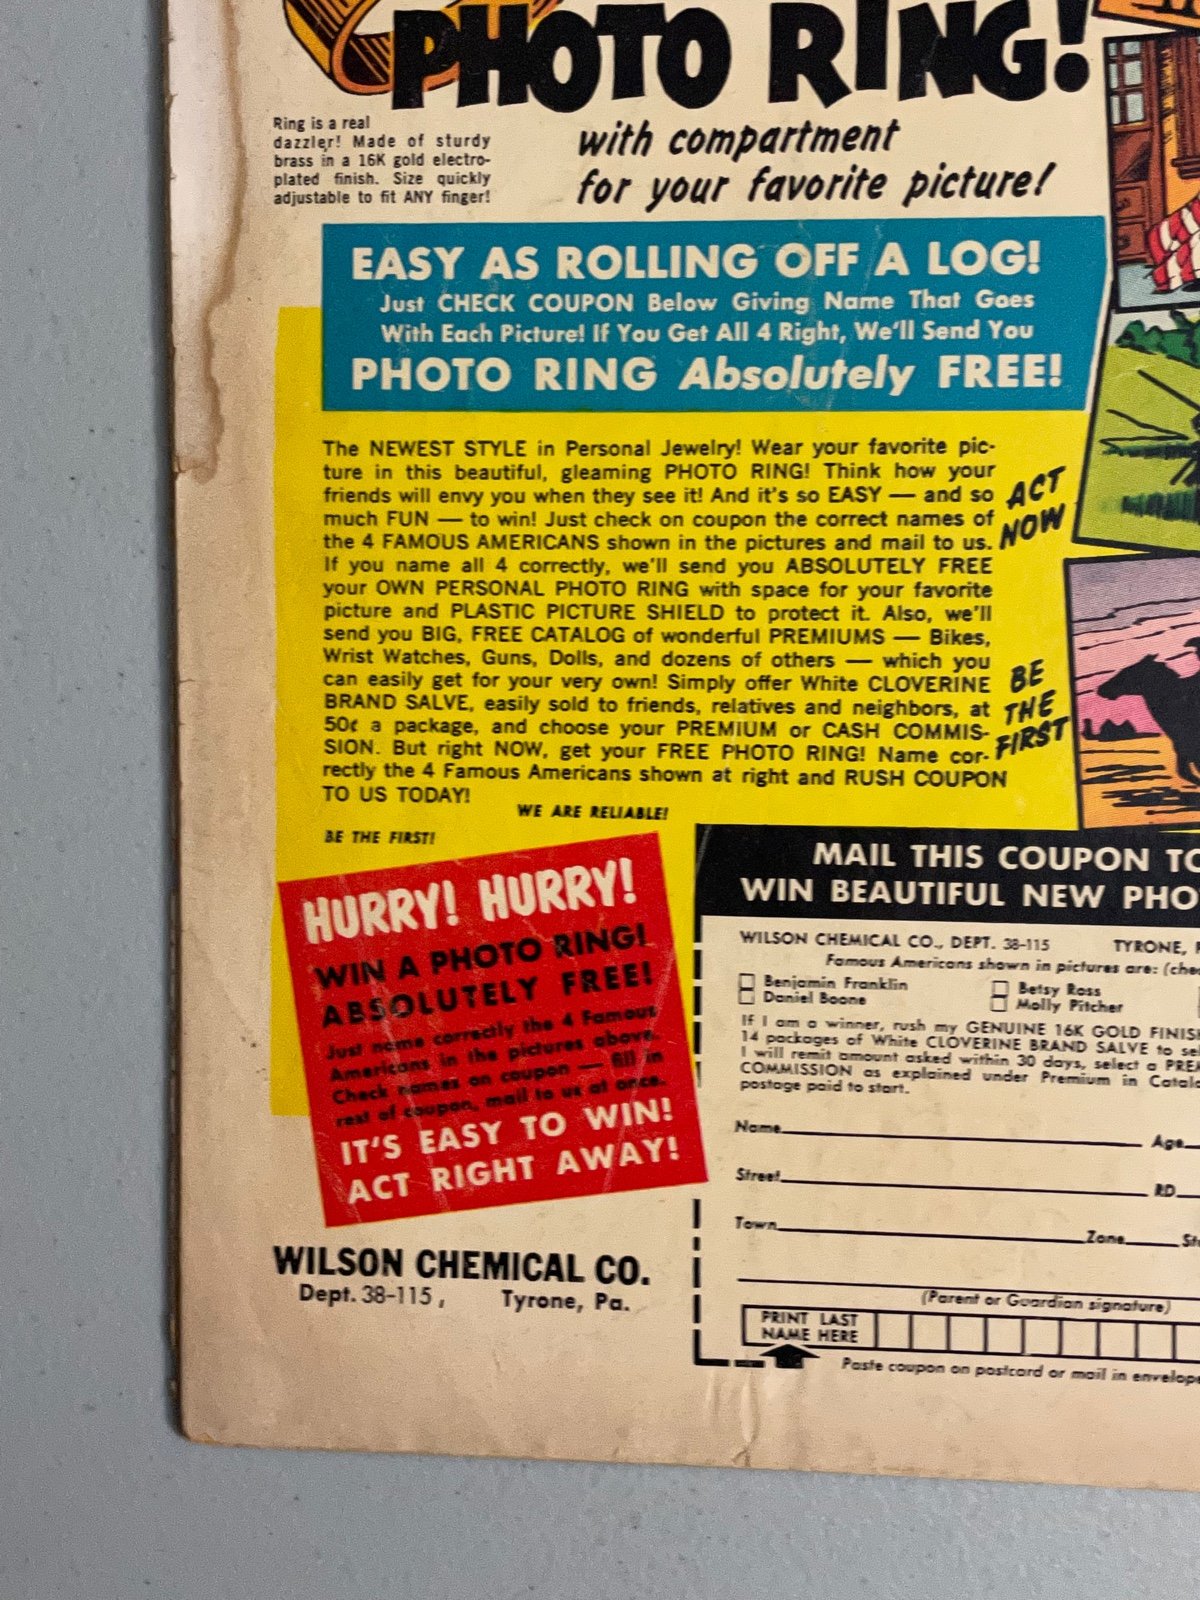 PHOTO RING!
Ring is a real
dazzler! Made of sturdy
brass in a 16K gold electro-
plated finish. Size quickly
adjustable to fit ANY finger!
with compartment
for your favorite picture!
EASY AS ROLLING OFF A LOG!
Just CHECK COUPON Below Giving Name That Goes
With Each Picture! If You Get All 4 Right, We'll Send You
PHOTO RING Absolutely FREE!
The NEWEST STYLE in Personal Jewelry! Wear your favorite pic-
ture in this beautiful, gleaming PHOTO RING! Think how your
friends will envy you when they see it! And it's so EASY — and so
much FUN — to win! Just check on coupon the correct names of
the 4 FAMOUS AMERICANS shown in the pictures and mail to us.
If you name all 4 correctly, we'll send you ABSOLUTELY FREE
your OWN PERSONAL PHOTO RING with space for your favorite
picture and PLASTIC PICTURE SHIELD to protect it. Also, we'll
send you BIG, FREE CATALOG of wonderful PREMIUMS — Bikes,
Wrist Watches, Guns, Dolls, and dozens of others — which you
can easily get for your very own! Simply offer White CLOVERINE
BRAND SALVE, easily sold to friends, relatives and neighbors, at
50¢ a package, and choose your PREMIUM or CASH COMMIS-
SION. But right NOW, get your FREE PHOTO RING! Name cor-
rectly the 4 Famous Americans shown at right and RUSH COUPON
TO US TODAY!
ACT
NOW
BE
THE
FIRST
WE ARE RELIABLE!
BE THE FIRST!
HURRY! HURRY!
WIN A PHOTO RING!
ABSOLUTELY FREE!
Just name correctly the 4 Famous
Americans in the pictures above.
Check names on coupon — fill in
rest of coupon, mail to us at once.
IT'S EASY TO WIN!
ACT RIGHT AWAY!
WILSON CHEMICAL CO.
Dept. 38-115, Tyrone, Pa.
MAIL THIS COUPON TO
WIN BEAUTIFUL NEW PHO
WILSON CHEMICAL CO., DEPT. 38-115 TYRONE,
Famous Americans shown in pictures are: (che
Benjamin Franklin Betsy Ross
Daniel Boone Molly Pitcher
If I am a winner, rush my GENUINE 16K GOLD FINIS
14 packages of White CLOVERINE BRAND SALVE to se
I will remit amount asked within 30 days, select a PRE
COMMISSION as explained under Premium in Catal
postage paid to start.
Name Age
Street RD
Town Zone St
(Parent or Guardian signature)
PRINT LAST
NAME HERE
Paste coupon on postcard or mail in envelope